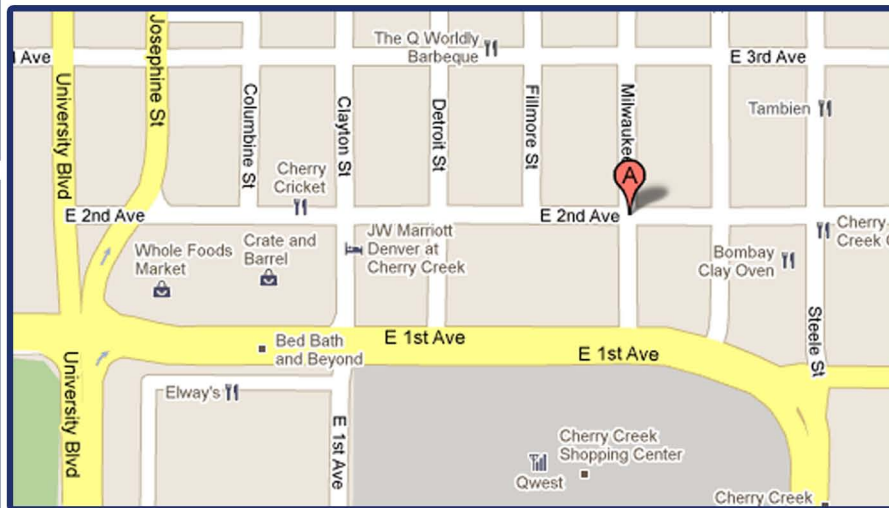 The Q Worldly
Barbeque
l Ave
E 3rd Ave
Josephine St
University Blvd
Columbine St
Clayton St
Detroit St
Fillmore St
Milwaukee
A
Tambien
Cherry
Cricket
E 2nd Ave
E 2nd Ave
Whole Foods
Market
Crate and
Barrel
JW Marriott
Denver at
Cherry Creek
Bombay
Clay Oven
Cherry
Creek
Steele St
E 1st Ave
E 1st Ave
Bed Bath
and Beyond
University Blvd
Elway's
E 1st Ave
Cherry Creek
Shopping Center
Qwest
Cherry Creek